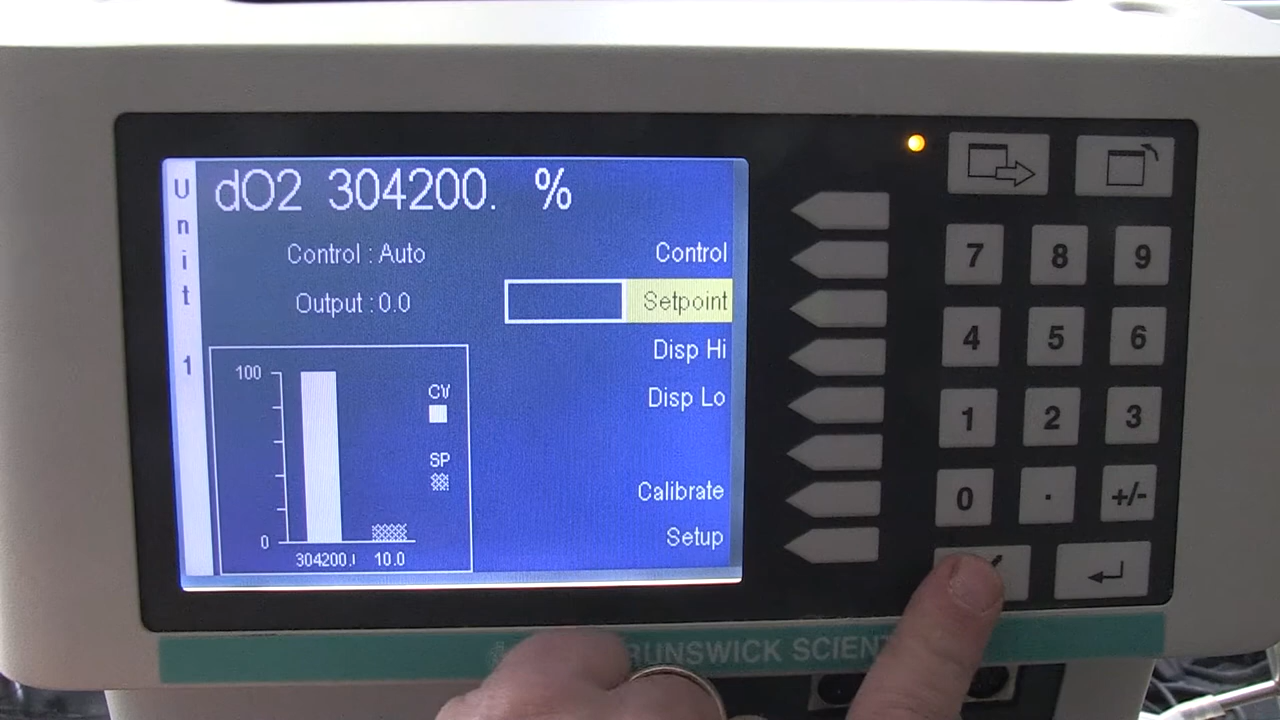 Unit 1
dO2 304200. %
Control : Auto
Output : 0.0
Control
Setpoint
Disp Hi
Disp Lo
Calibrate
Setup
100
0
CV
SP
304200.
10.0
7 8 9
4 5 6
1 2 3
0 . +/-
RUNSWICK SCIENT